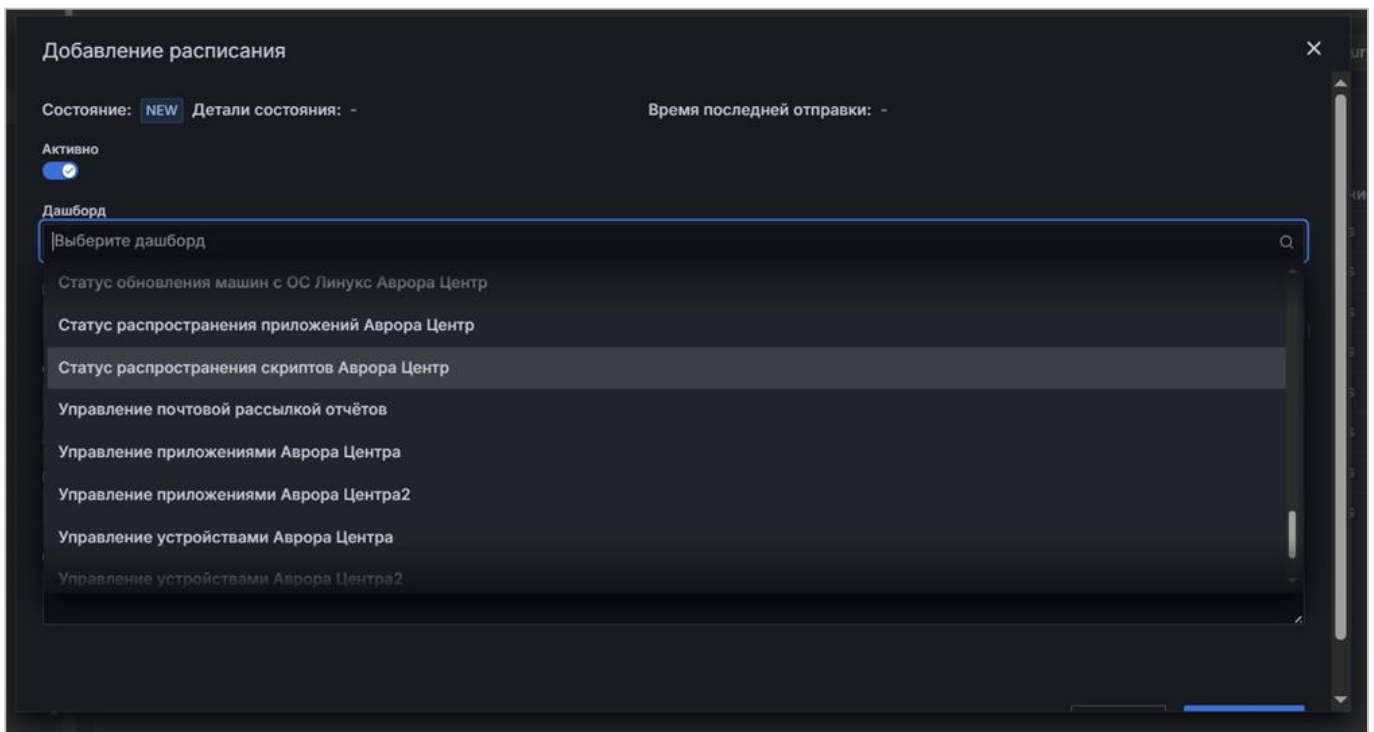 Добавление расписания
Состояние: NEW Детали состояния: - Время последней отправки: -
Активно
Дашборд
Выберите дашборд
Статус обновления машин с ОС Линукс Аврора Центр
Статус распространения приложений Аврора Центр
Статус распространения скриптов Аврора Центр
Управление почтовой рассылкой отчётов
Управление приложениями Аврора Центра
Управление приложениями Аврора Центра2
Управление устройствами Аврора Центра
Управление устройствами Аврора Центра2